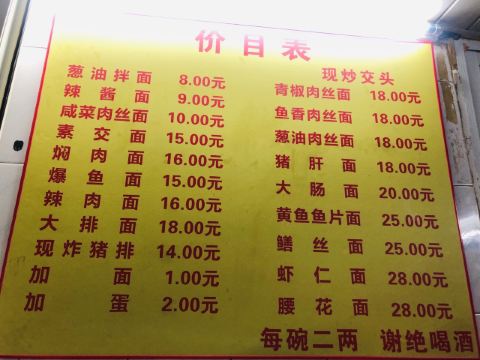 价目表
葱油拌面 8.00元
辣酱面 9.00元
咸菜肉丝面 10.00元
素交面 15.00元
焖肉面 16.00元
爆鱼面 15.00元
辣肉面 16.00元
大排面 18.00元
现炸猪排 14.00元
加面 1.00元
加蛋 2.00元
现炒交头
青椒肉丝面 18.00元
鱼香肉丝面 18.00元
葱油肉丝面 18.00元
猪肝面 18.00元
大肠面 20.00元
黄鱼鱼片面 25.00元
鳝丝面 25.00元
虾仁面 28.00元
腰花面 28.00元
每碗二两 谢绝喝酒